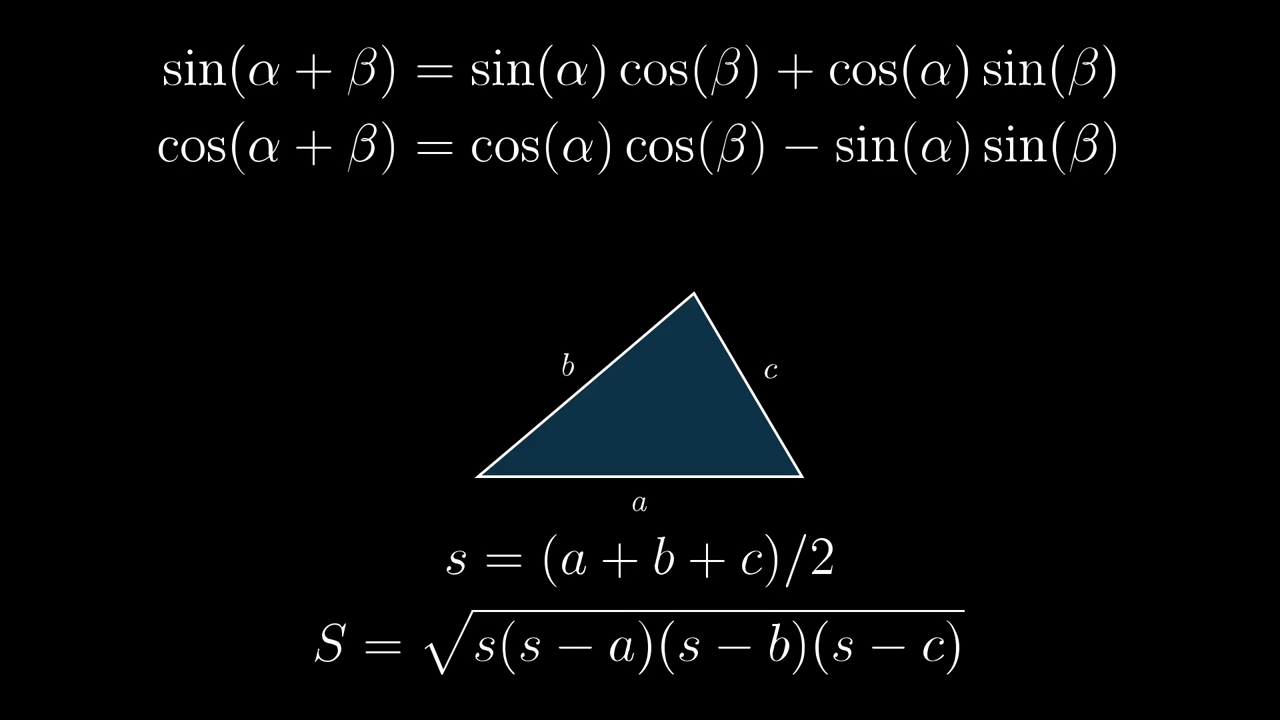 sin(α + β) = sin(α) cos(β) + cos(α) sin(β)
cos(α + β) = cos(α) cos(β) − sin(α) sin(β)
b
c
a
s = (a + b + c)/2
S = √s(s − a)(s − b)(s − c)